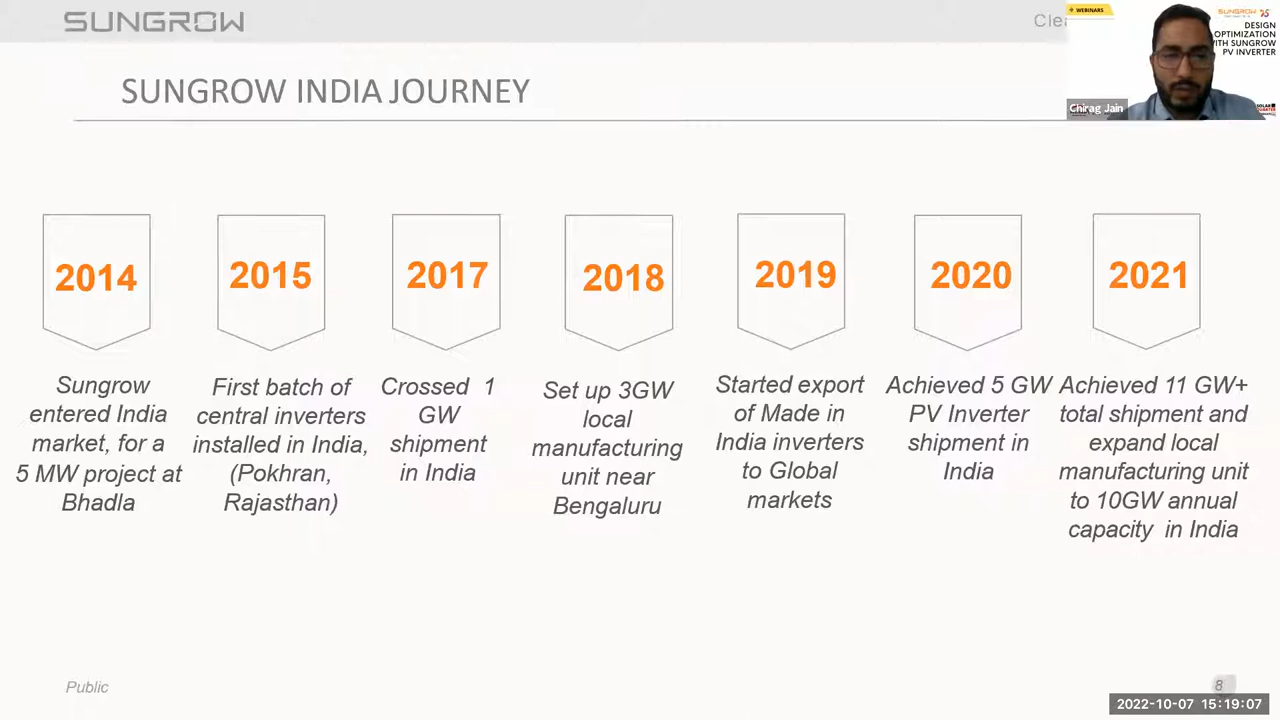 SUNGROW
Clea
WEBINARS
SUNGROW
DESIGN
OPTIMIZATION
WITH SUNGROW
PV INVERTER
Chirag Jain
SOLAR
SUNGROW INDIA JOURNEY
2014
2015
2017
2018
2019
2020
2021
Sungrow
entered India
market, for a
5 MW project at
Bhadla
First batch of
central inverters
installed in India,
(Pokhran,
Rajasthan)
Crossed 1
GW
shipment
in India
Set up 3GW
local
manufacturing
unit near
Bengaluru
Started export
of Made in
India inverters
to Global
markets
Achieved 5 GW
PV Inverter
shipment in
India
Achieved 11 GW+
total shipment and
expand local
manufacturing unit
to 10GW annual
capacity in India
Public
8
2022-10-07 15:19:07